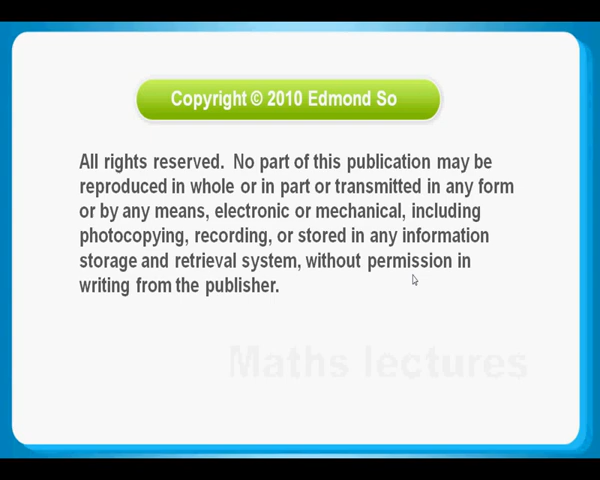 Copyright © 2010 Edmond So
All rights reserved.  No part of this publication may be
reproduced in whole or in part or transmitted in any form
or by any means, electronic or mechanical, including
photocopying, recording, or stored in any information
storage and retrieval system, without permission in
writing from the publisher.
Maths lectures